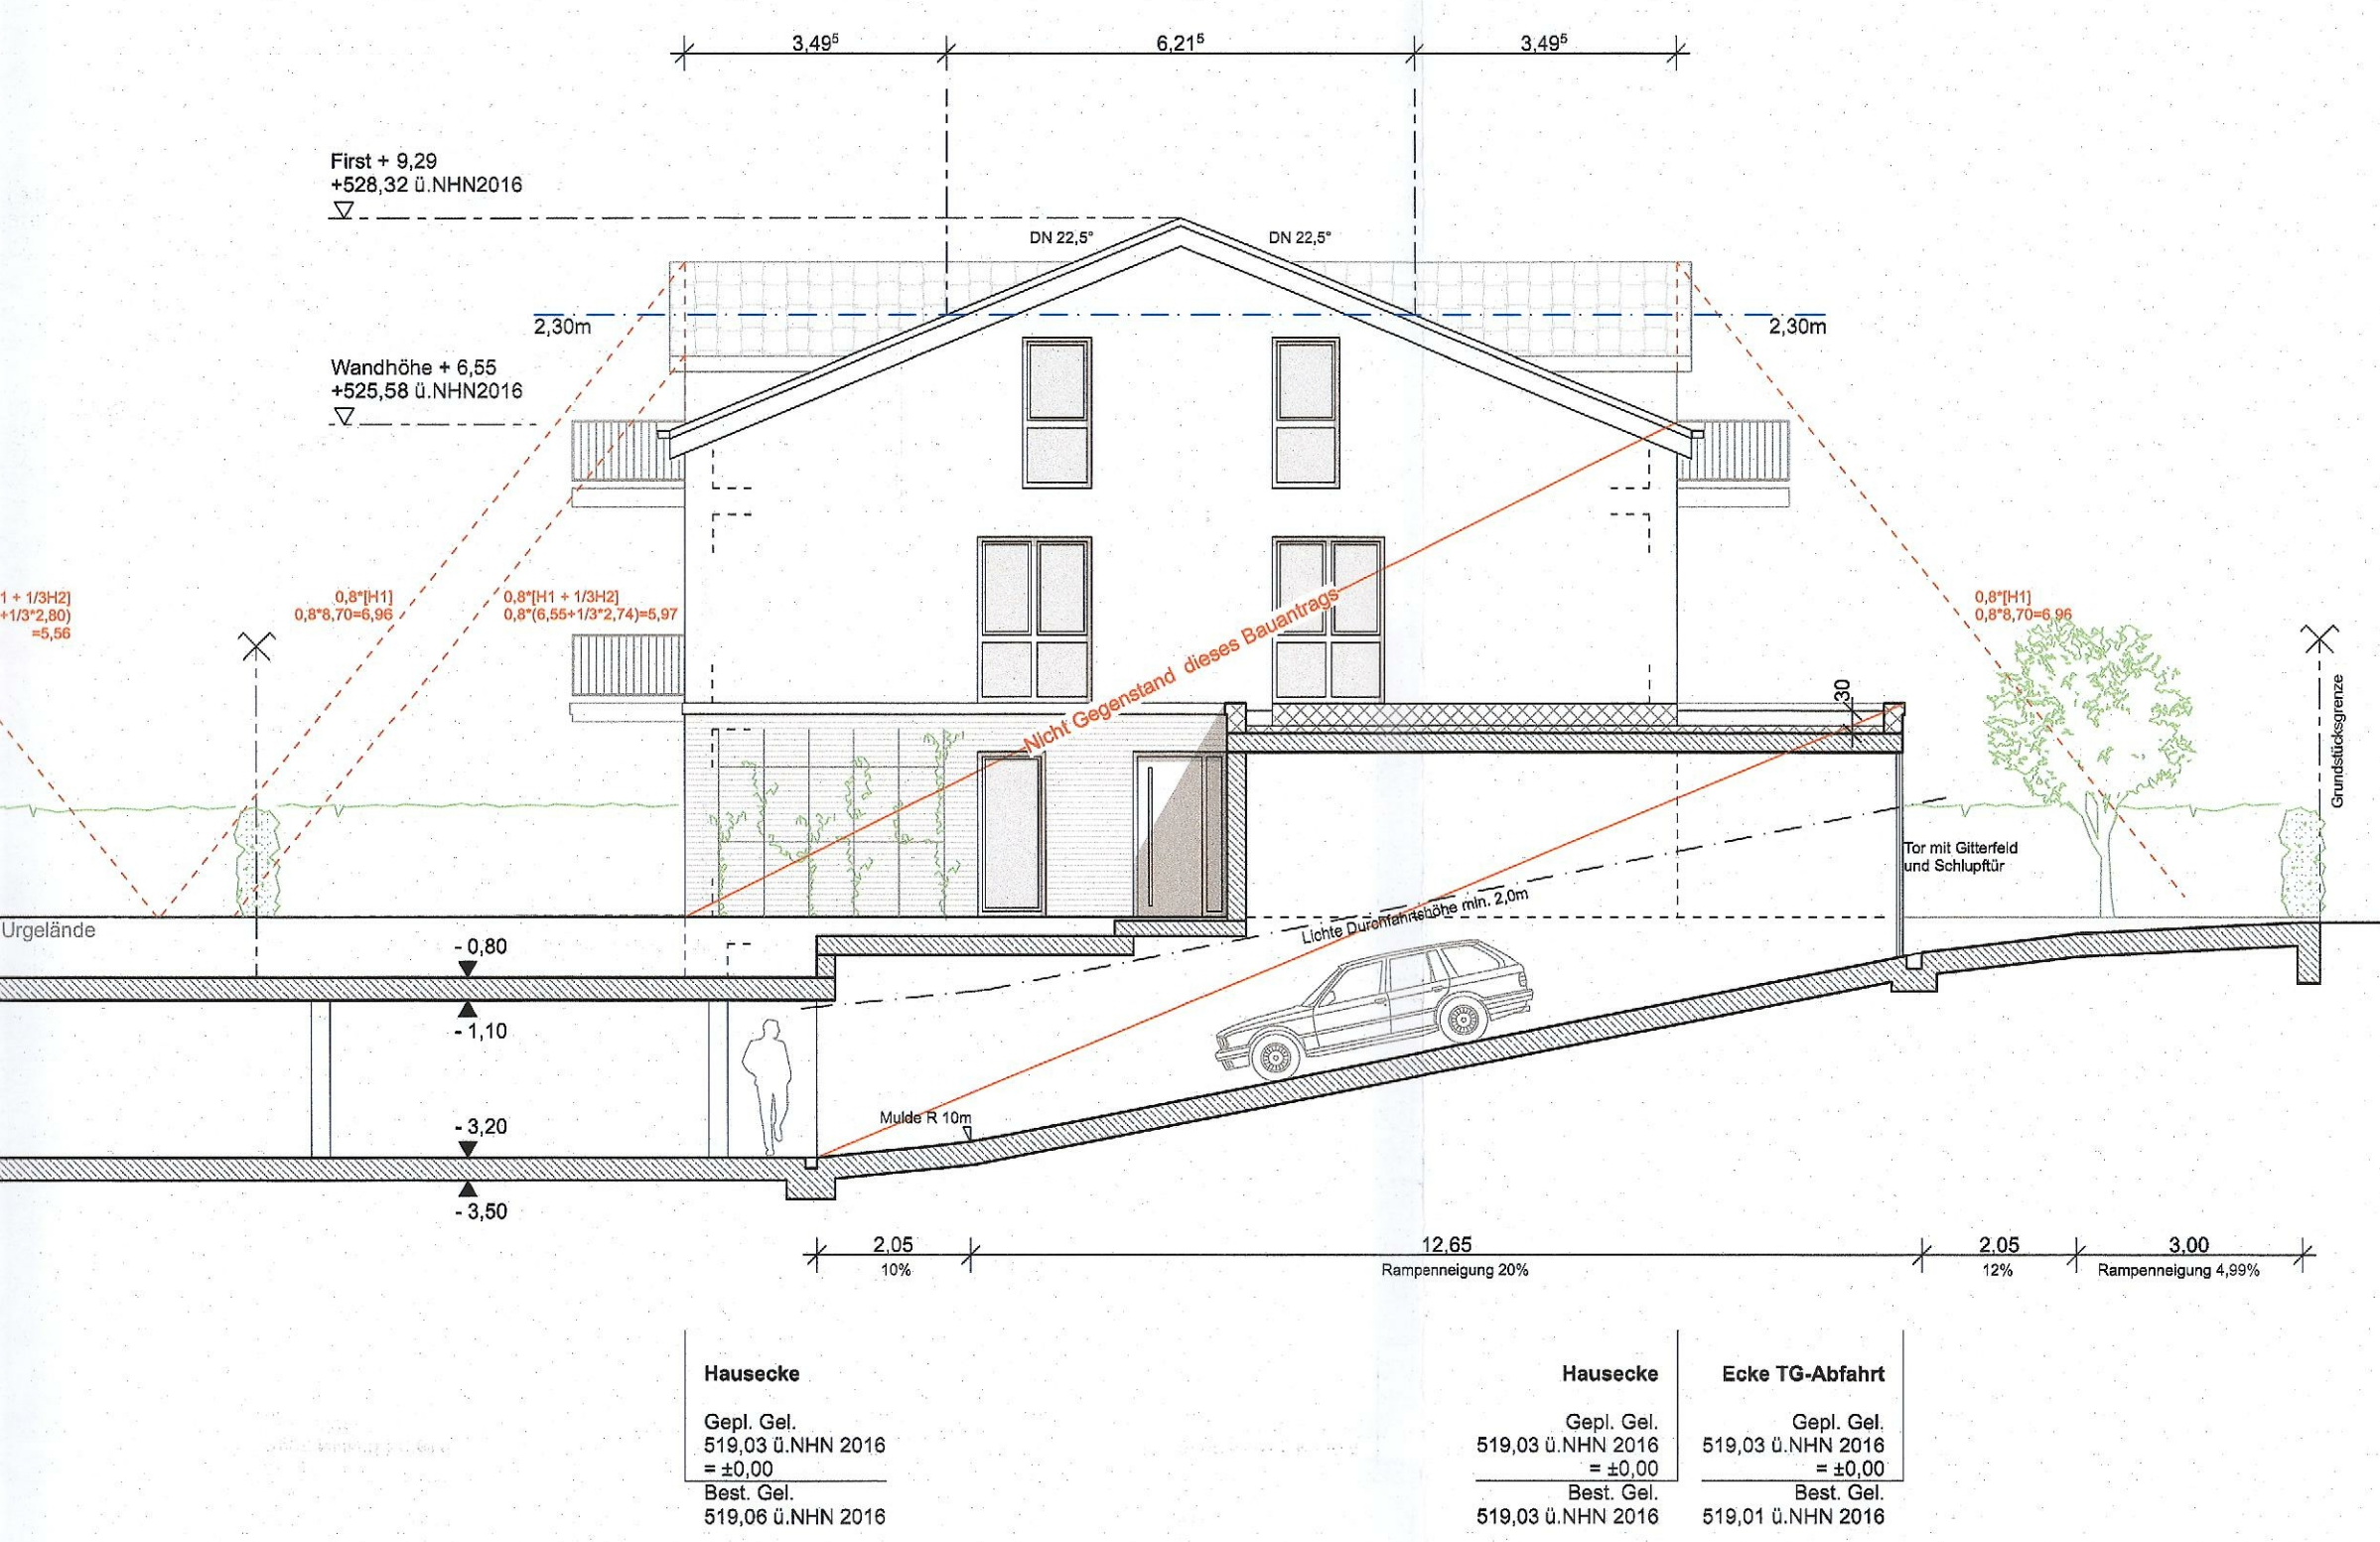 3,49⁵
6,21⁵
3,49⁵
First + 9,29
+528,32 ü.NHN2016
DN 22,5°
DN 22,5°
2,30m
2,30m
Wandhöhe + 6,55
+525,58 ü.NHN2016
1 + 1/3H2]
+1/3*2,80)
=5,56
0,8*[H1]
0,8*8,70=6,96
0,8*[H1 + 1/3H2]
0,8*(6,55+1/3*2,74)=5,97
0,8*[H1]
0,8*8,70=6,96
Nicht Gegenstand dieses Bauantrags
30
Grundstücksgrenze
Tor mit Gitterfeld
und Schlupftür
Lichte Durchfahrtshöhe min. 2,0m
Urgelände
- 0,80
- 1,10
- 3,20
- 3,50
Mulde R 10m
2,05
12,65
2,05
3,00
10%
Rampenneigung 20%
12%
Rampenneigung 4,99%
Hausecke
Gepl. Gel.
519,03 ü.NHN 2016
= ±0,00
Best. Gel.
519,06 ü.NHN 2016
Hausecke
Gepl. Gel.
519,03 ü.NHN 2016
= ±0,00
Best. Gel.
519,03 ü.NHN 2016
Ecke TG-Abfahrt
Gepl. Gel.
519,03 ü.NHN 2016
= ±0,00
Best. Gel.
519,01 ü.NHN 2016